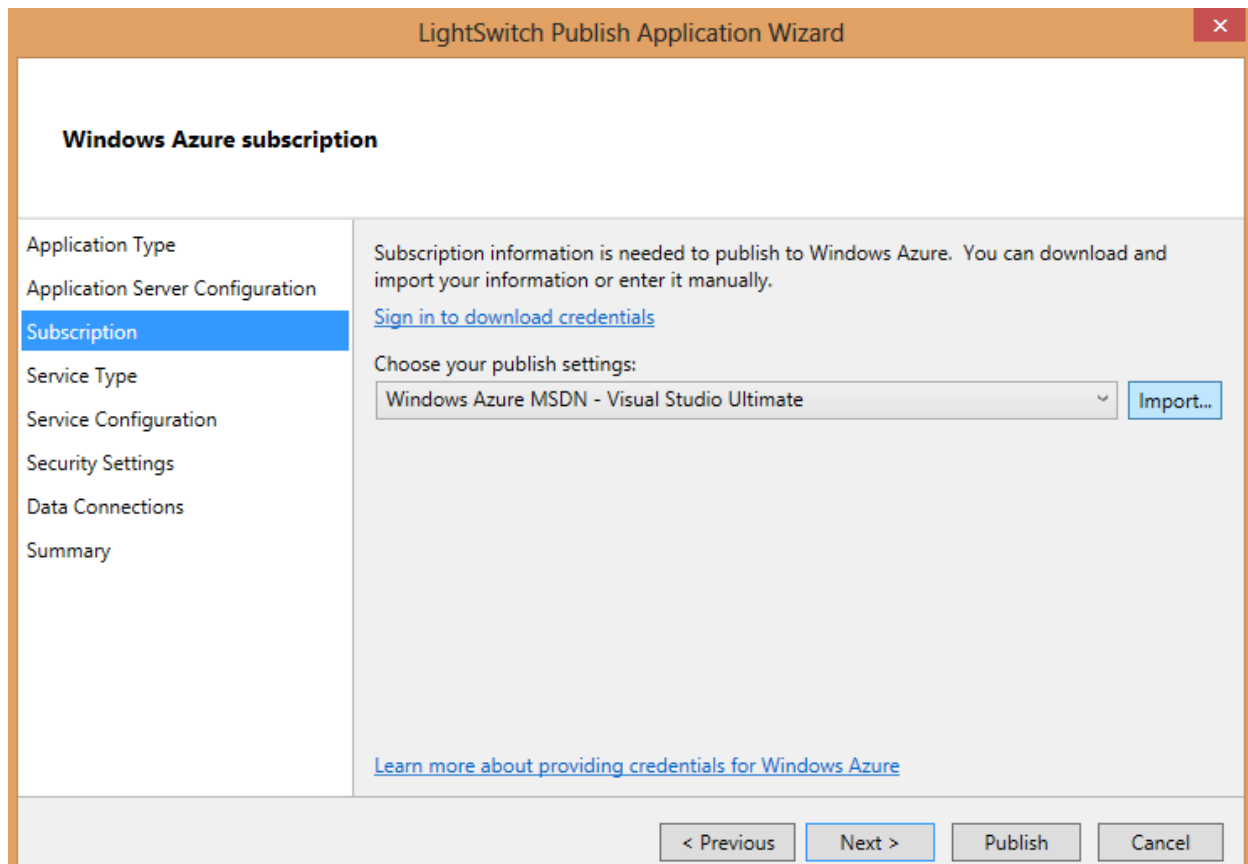 LightSwitch Publish Application Wizard
Windows Azure subscription
Application Type
Application Server Configuration
Subscription
Service Type
Service Configuration
Security Settings
Data Connections
Summary
Subscription information is needed to publish to Windows Azure.  You can download and
import your information or enter it manually.
Sign in to download credentials
Choose your publish settings:
Windows Azure MSDN - Visual Studio Ultimate
Import...
Learn more about providing credentials for Windows Azure
< Previous
Next >
Publish
Cancel